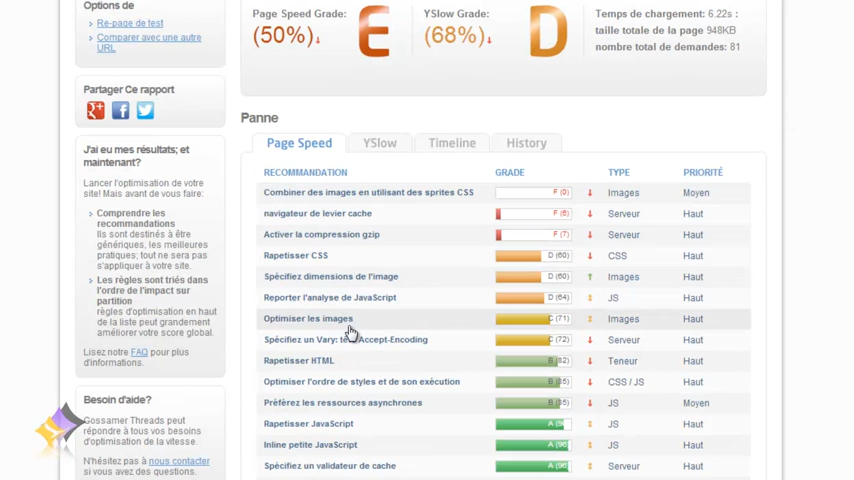 Options de
Re-page de test
Comparer avec une autre
URL
Page Speed Grade:
(50%)↓
E
YSlow Grade:
(68%)↓
D
Temps de chargement: 6.22s :
taille totale de la page 948KB
nombre total de demandes: 81
Partager Ce rapport
J'ai eu mes résultats; et
maintenant?
Lancer l'optimisation de votre
site! Mais avant de vous faire:
Comprendre les
recommandations
Ils sont destinés à être
génériques, les meilleures
pratiques; tout ne sera pas
s'appliquer à votre site.
Les règles sont triés dans
l'ordre de l'impact sur
partition
règles d'optimisation en haut
de la liste peut grandement
améliorer votre score global.
Lisez notre FAQ pour plus
d'informations.
Besoin d'aide?
Gossamer Threads peut
répondre à tous vos besoins
d'optimisation de la vitesse.
N'hésitez pas à nous contacter
si vous avez des questions.
Panne
Page Speed YSlow Timeline History
RECOMMANDATION GRADE TYPE PRIORITÉ
Combiner des images en utilisant des sprites CSS F (0) ↓ Images Moyen
navigateur de levier cache F (6) ↓ Serveur Haut
Activer la compression gzip F (7) ↓ Serveur Haut
Rapetisser CSS D (60) ↓ CSS Haut
Spécifiez dimensions de l'image D (60) ↑ Images Haut
Reporter l'analyse de JavaScript D (64) ↕ JS Haut
Optimiser les images C (71) ↕ Images Haut
Spécifiez un Vary: Accept-Encoding C (72) ↓ Serveur Haut
Rapetisser HTML B (82) ↓ Teneur Haut
Optimiser l'ordre de styles et de son exécution B (85) ↓ CSS / JS Haut
Préférez les ressources asynchrones B (85) ↓ JS Moyen
Rapetisser JavaScript A ↕ JS Haut
Inline petite JavaScript A (96) ↕ JS Haut
Spécifiez un validateur de cache A (96) ↕ Serveur Haut